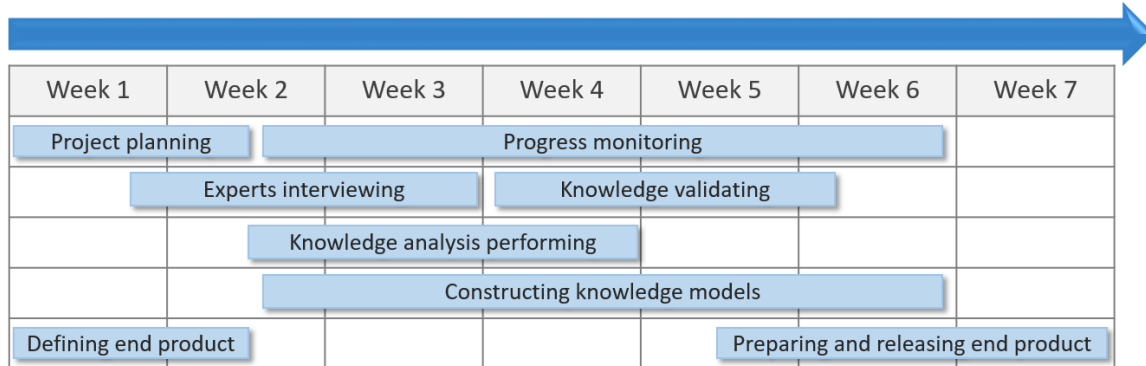 Week 1
Week 2
Week 3
Week 4
Week 5
Week 6
Week 7
Project planning
Progress monitoring
Experts interviewing
Knowledge validating
Knowledge analysis performing
Constructing knowledge models
Defining end product
Preparing and releasing end product